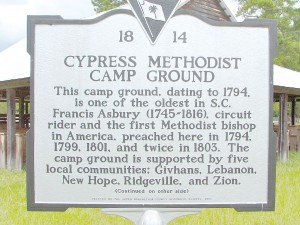 18 14
CYPRESS METHODIST
CAMP GROUND
This camp ground, dating to 1794,
is one of the oldest in S.C.
Francis Asbury (1745-1816), circuit
rider and the first Methodist bishop
in America, preached here in 1794,
1799, 1801, and twice in 1803. The
camp ground is supported by five
local communities: Givhans, Lebanon,
New Hope, Ridgeville, and Zion.
(Continued on other side)